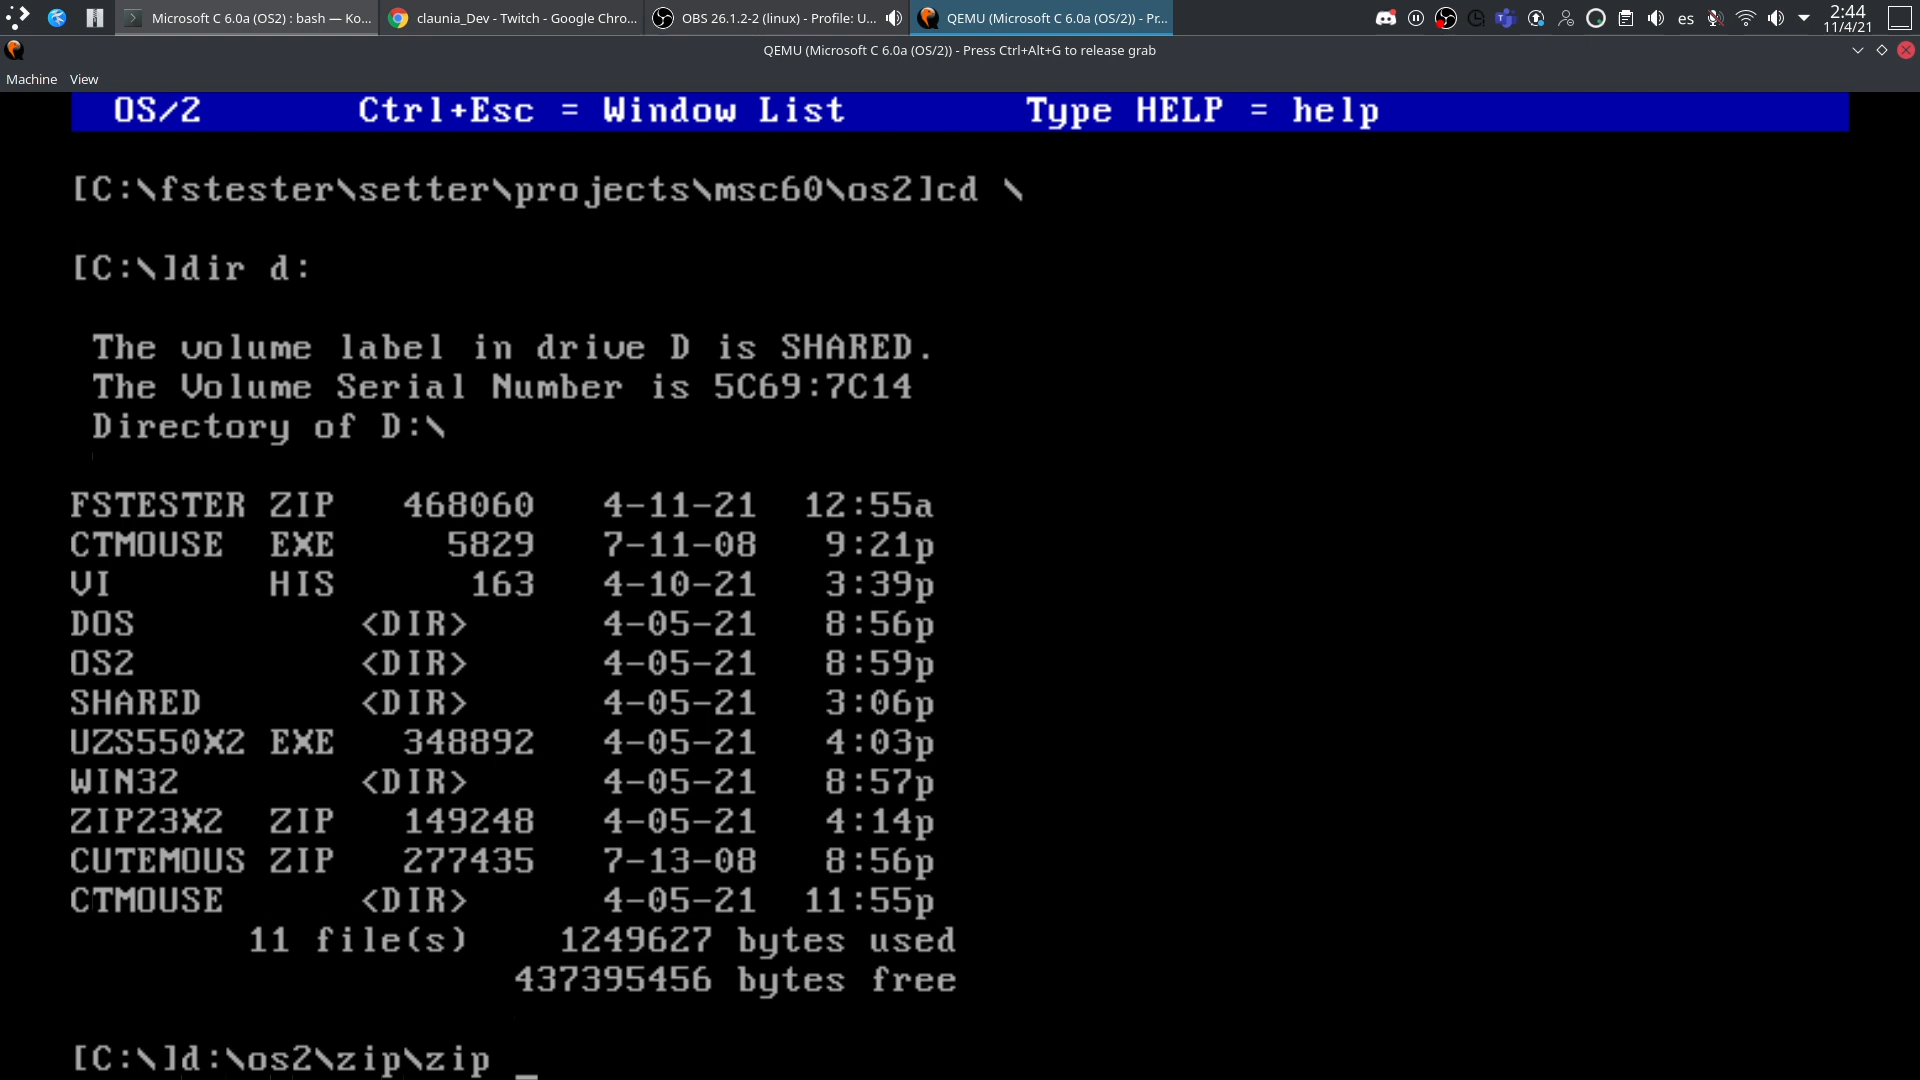 Microsoft C 6.0a (OS2) : bash — Ko...
claunia_Dev - Twitch - Google Chro...
OBS 26.1.2-2 (linux) - Profile: U...
QEMU (Microsoft C 6.0a (OS/2)) - Pr...
es
2:44
11/4/21
QEMU (Microsoft C 6.0a (OS/2)) - Press Ctrl+Alt+G to release grab
Machine View
OS/2 Ctrl+Esc = Window List Type HELP = help
[C:\fstester\setter\projects\msc60\os2]cd \
[C:\]dir d:
The volume label in drive D is SHARED.
The Volume Serial Number is 5C69:7C14
Directory of D:\
FSTESTER ZIP 468060 4-11-21 12:55a
CTMOUSE EXE 5829 7-11-08 9:21p
VI HIS 163 4-10-21 3:39p
DOS <DIR> 4-05-21 8:56p
OS2 <DIR> 4-05-21 8:59p
SHARED <DIR> 4-05-21 3:06p
UZS550X2 EXE 348892 4-05-21 4:03p
WIN32 <DIR> 4-05-21 8:57p
ZIP23X2 ZIP 149248 4-05-21 4:14p
CUTEMOUS ZIP 277435 7-13-08 8:56p
CTMOUSE <DIR> 4-05-21 11:55p
11 file(s) 1249627 bytes used
437395456 bytes free
[C:\]d:\os2\zip\zip _